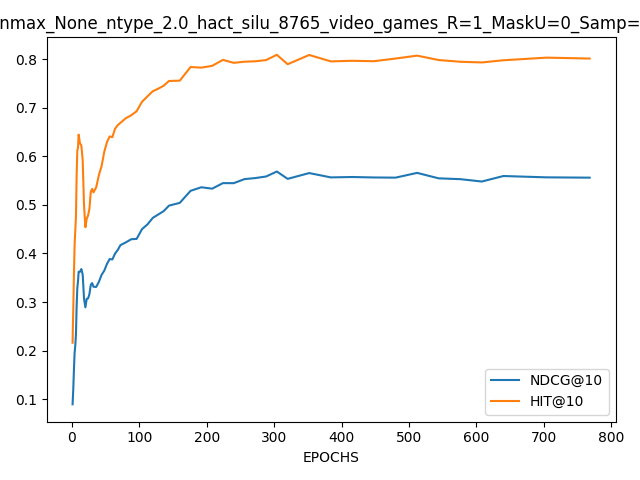 nmax_None_ntype_2.0_hact_silu_8765_video_games_R=1_MaskU=0_Samp=
0.8
0.7
0.6
0.5
0.4
0.3
0.2
0.1
NDCG@10
HIT@10
0 100 200 300 400 500 600 700 800
EPOCHS